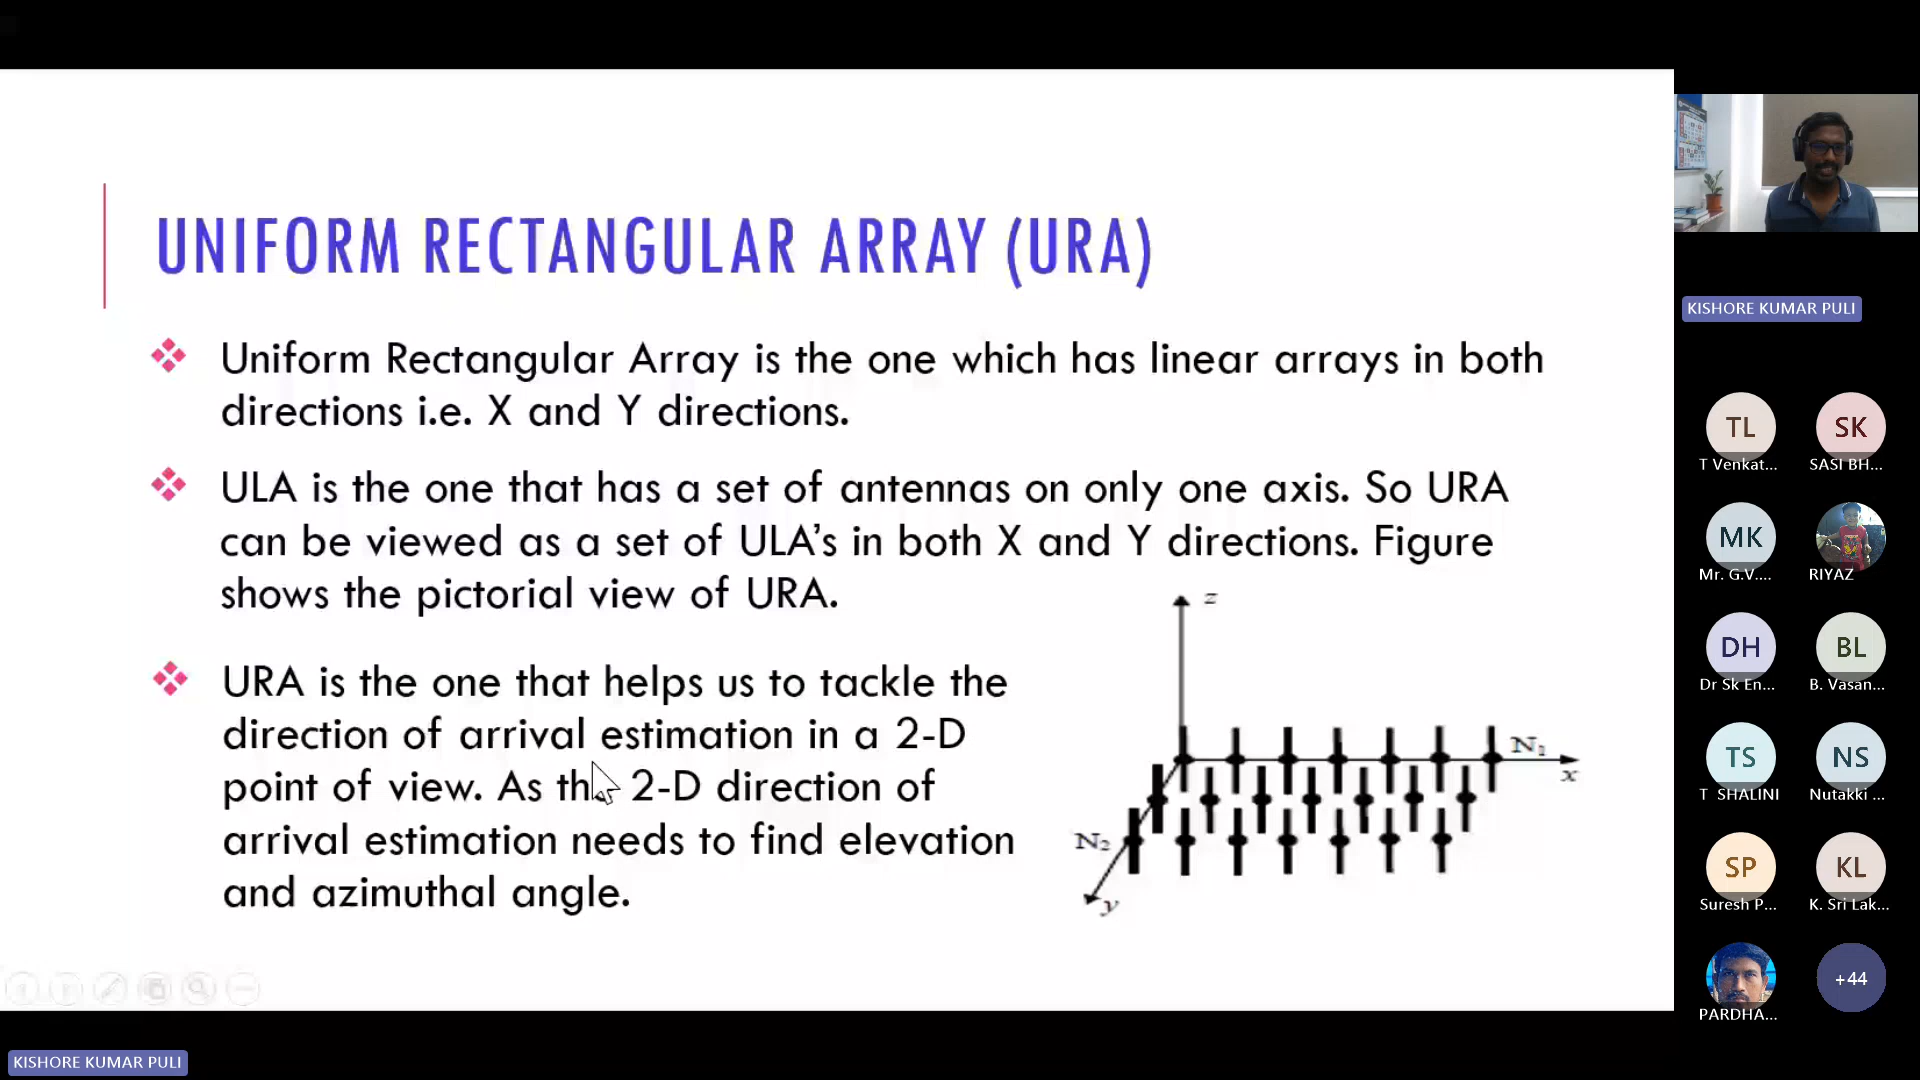 UNIFORM RECTANGULAR ARRAY (URA)
Uniform Rectangular Array is the one which has linear arrays in both
directions i.e. X and Y directions.
ULA is the one that has a set of antennas on only one axis. So URA
can be viewed as a set of ULA's in both X and Y directions. Figure
shows the pictorial view of URA.
URA is the one that helps us to tackle the
direction of arrival estimation in a 2-D
point of view. As the 2-D direction of
arrival estimation needs to find elevation
and azimuthal angle.
z
N₁
x
N₂
y
KISHORE KUMAR PULI
TL
SK
T Venkat...
SASI BH...
MK
Mr. G.V....
RIYAZ
DH
BL
Dr Sk En...
B. Vasan...
TS
NS
T SHALINI
Nutakki ...
SP
KL
Suresh P...
K. Sri Lak...
+44
PARDHA...
KISHORE KUMAR PULI